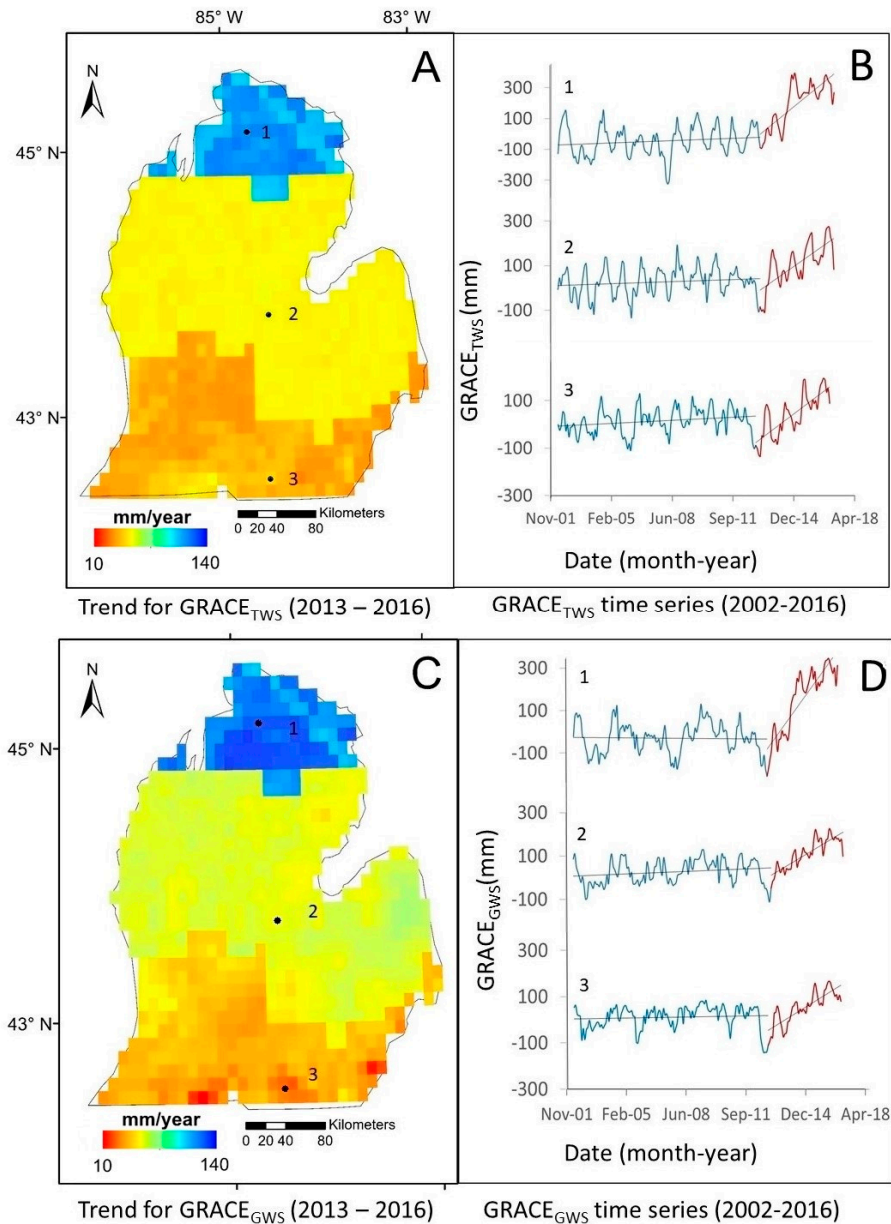 85° W 83° W
A
N
1
45° N
2
43° N
3
mm/year
10 140
Kilometers
0 20 40 80
Trend for GRACE_TWS (2013 – 2016)
B
GRACE_TWS (mm)
1
300
100
-100
-300
2
300
100
-100
3
100
-100
-300
Nov-01 Feb-05 Jun-08 Sep-11 Dec-14 Apr-18
Date (month-year)
GRACE_TWS time series (2002-2016)
C
N
1
45° N
2
43° N
3
mm/year
10 140
Kilometers
0 20 40 80
Trend for GRACE_GWS (2013 – 2016)
D
GRACE_GWS(mm)
1
300
100
-100
2
300
100
-100
3
300
100
-100
-300
Nov-01 Feb-05 Jun-08 Sep-11 Dec-14 Apr-18
Date (month-year)
GRACE_GWS time series (2002-2016)